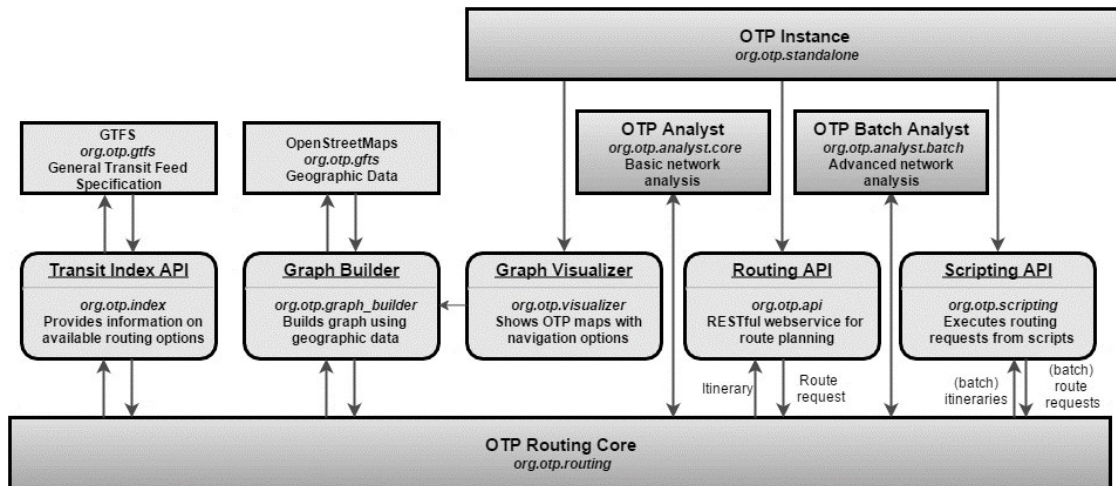 OTP Instance
org.otp.standalone
GTFS
org.otp.gtfs
General Transit Feed
Specification
OpenStreetMaps
org.otp.gfts
Geographic Data
OTP Analyst
org.otp.analyst.core
Basic network
analysis
OTP Batch Analyst
org.otp.analyst.batch
Advanced network
analysis
Transit Index API
org.otp.index
Provides information on
available routing options
Graph Builder
org.otp.graph_builder
Builds graph using
geographic data
Graph Visualizer
org.otp.visualizer
Shows OTP maps with
navigation options
Routing API
org.otp.api
RESTful webservice for
route planning
Scripting API
org.otp.scripting
Executes routing
requests from scripts
Itinerary
Route
request
(batch)
itineraries
(batch)
route
requests
OTP Routing Core
org.otp.routing